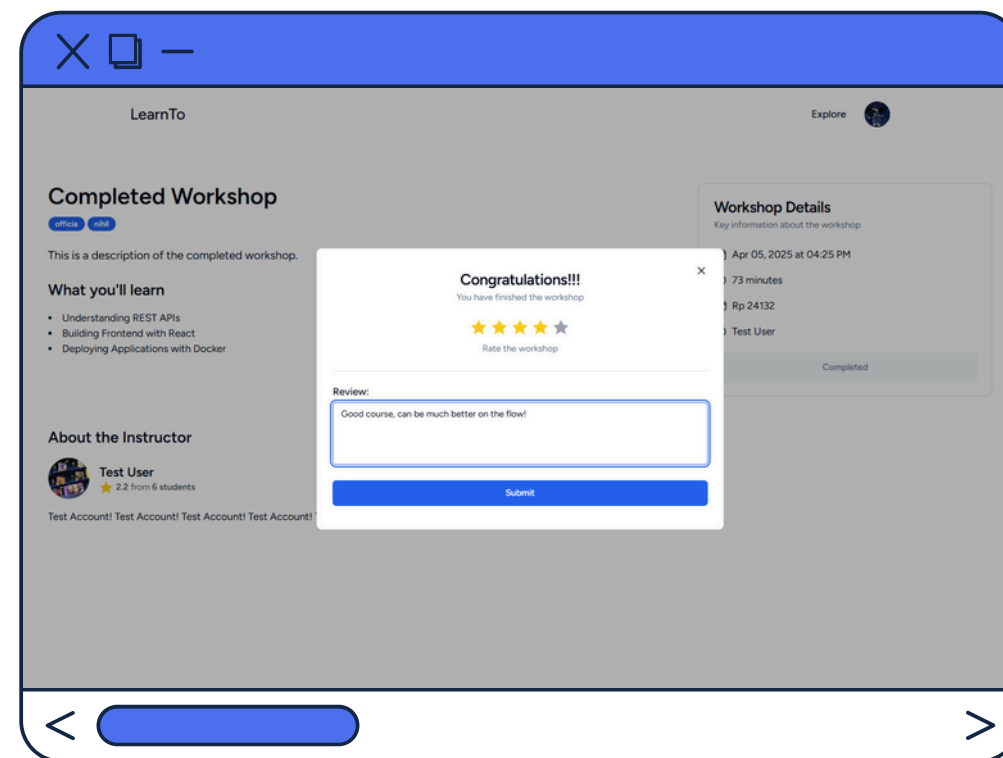 LearnTo
Explore
Completed Workshop
officia nihil
This is a description of the completed workshop.
What you'll learn
• Understanding REST APIs
• Building Frontend with React
• Deploying Applications with Docker
About the Instructor
Test User
2.2 from 6 students
Test Account! Test Account! Test Account! Test Account!
Congratulations!!!
You have finished the workshop
Rate the workshop
Review:
Good course, can be much better on the flow!
Submit
Workshop Details
Key information about the workshop
Apr 05, 2025 at 04:25 PM
73 minutes
Rp 24132
Test User
Completed